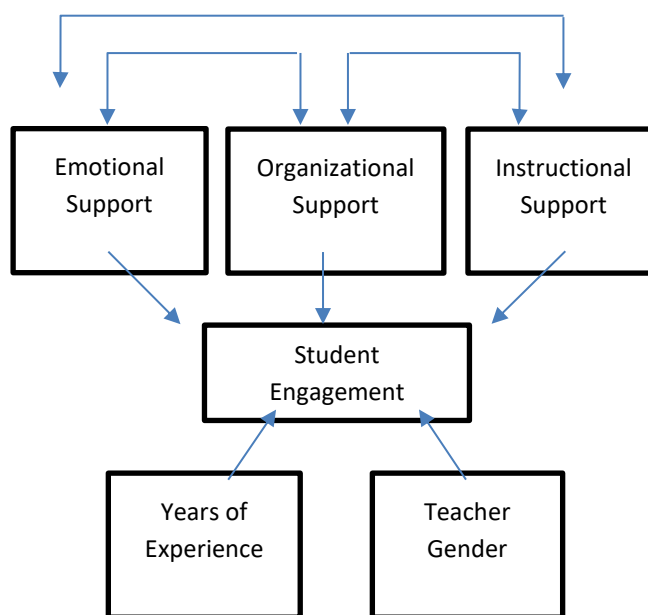 Emotional
Support
Organizational
Support
Instructional
Support
Student
Engagement
Years of
Experience
Teacher
Gender